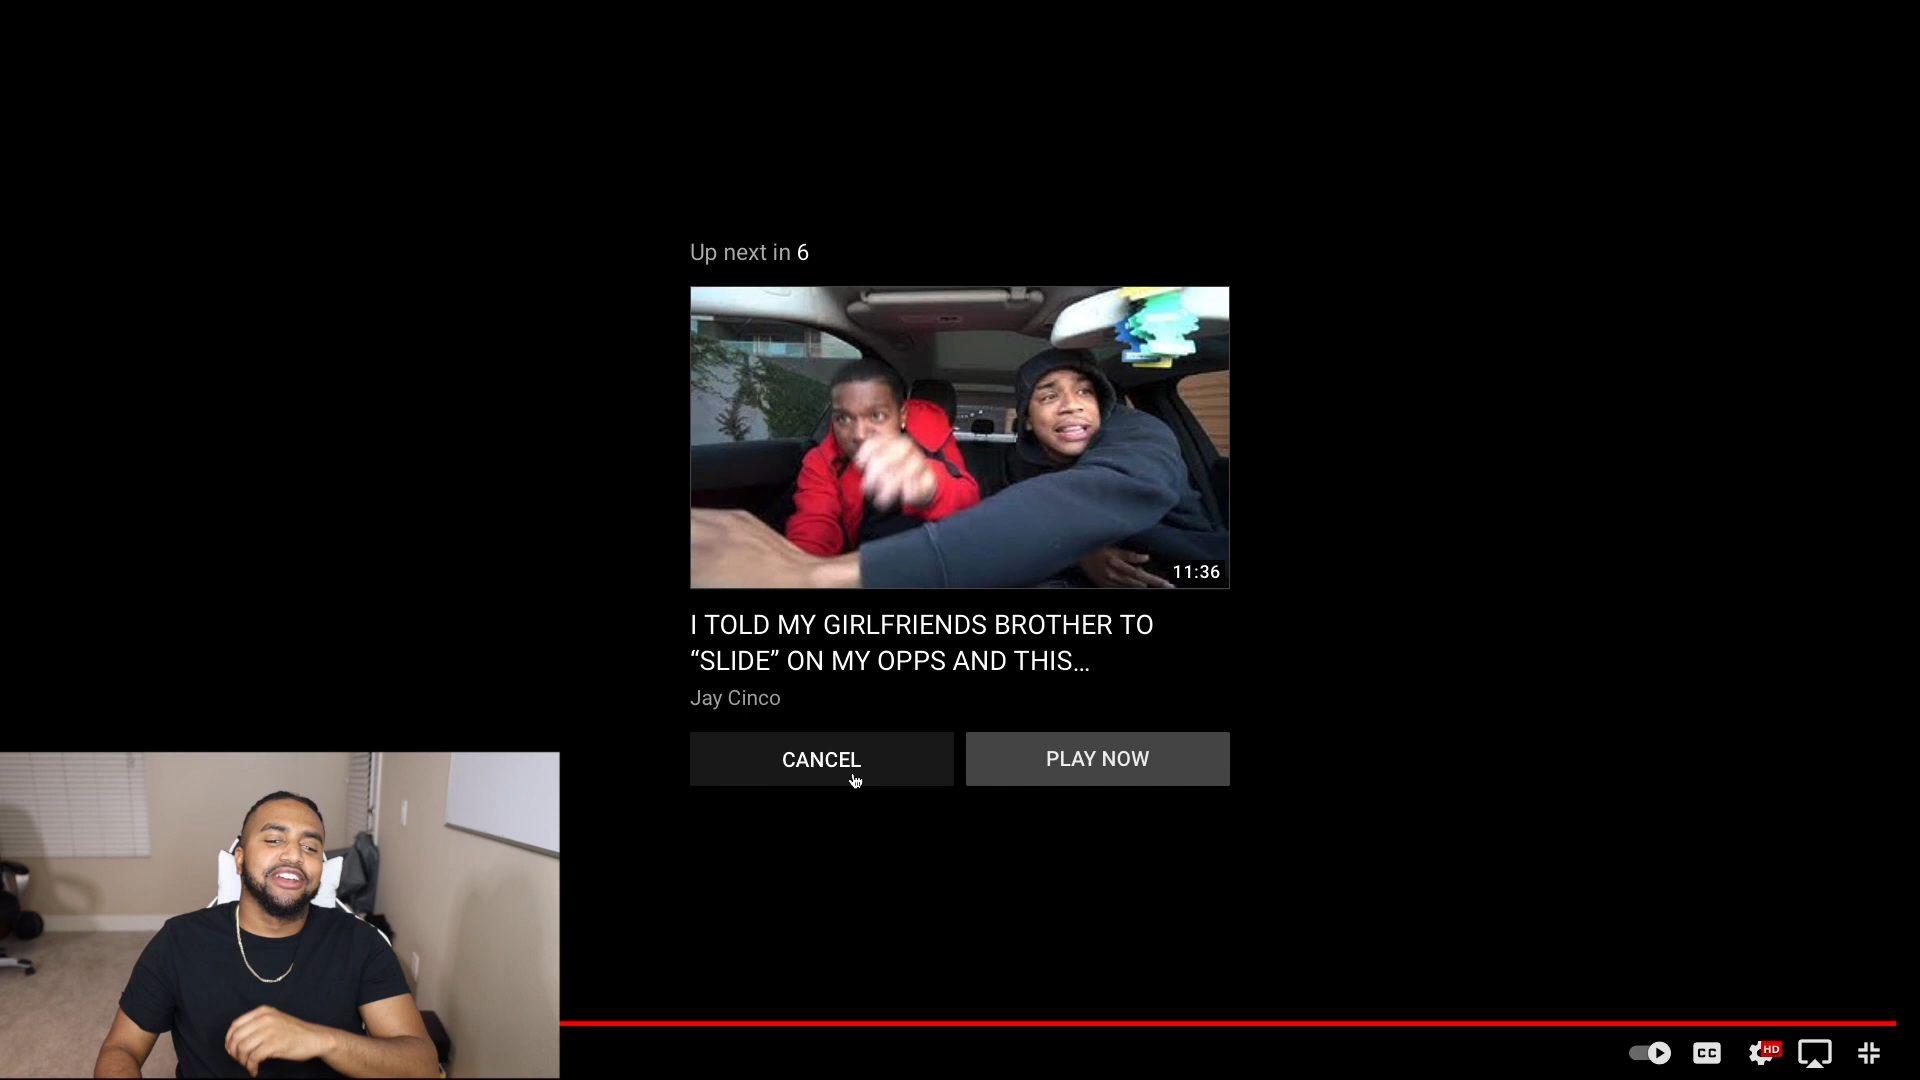 Up next in 6
11:36
I TOLD MY GIRLFRIENDS BROTHER TO
“SLIDE” ON MY OPPS AND THIS...
Jay Cinco
CANCEL
PLAY NOW
CC
HD